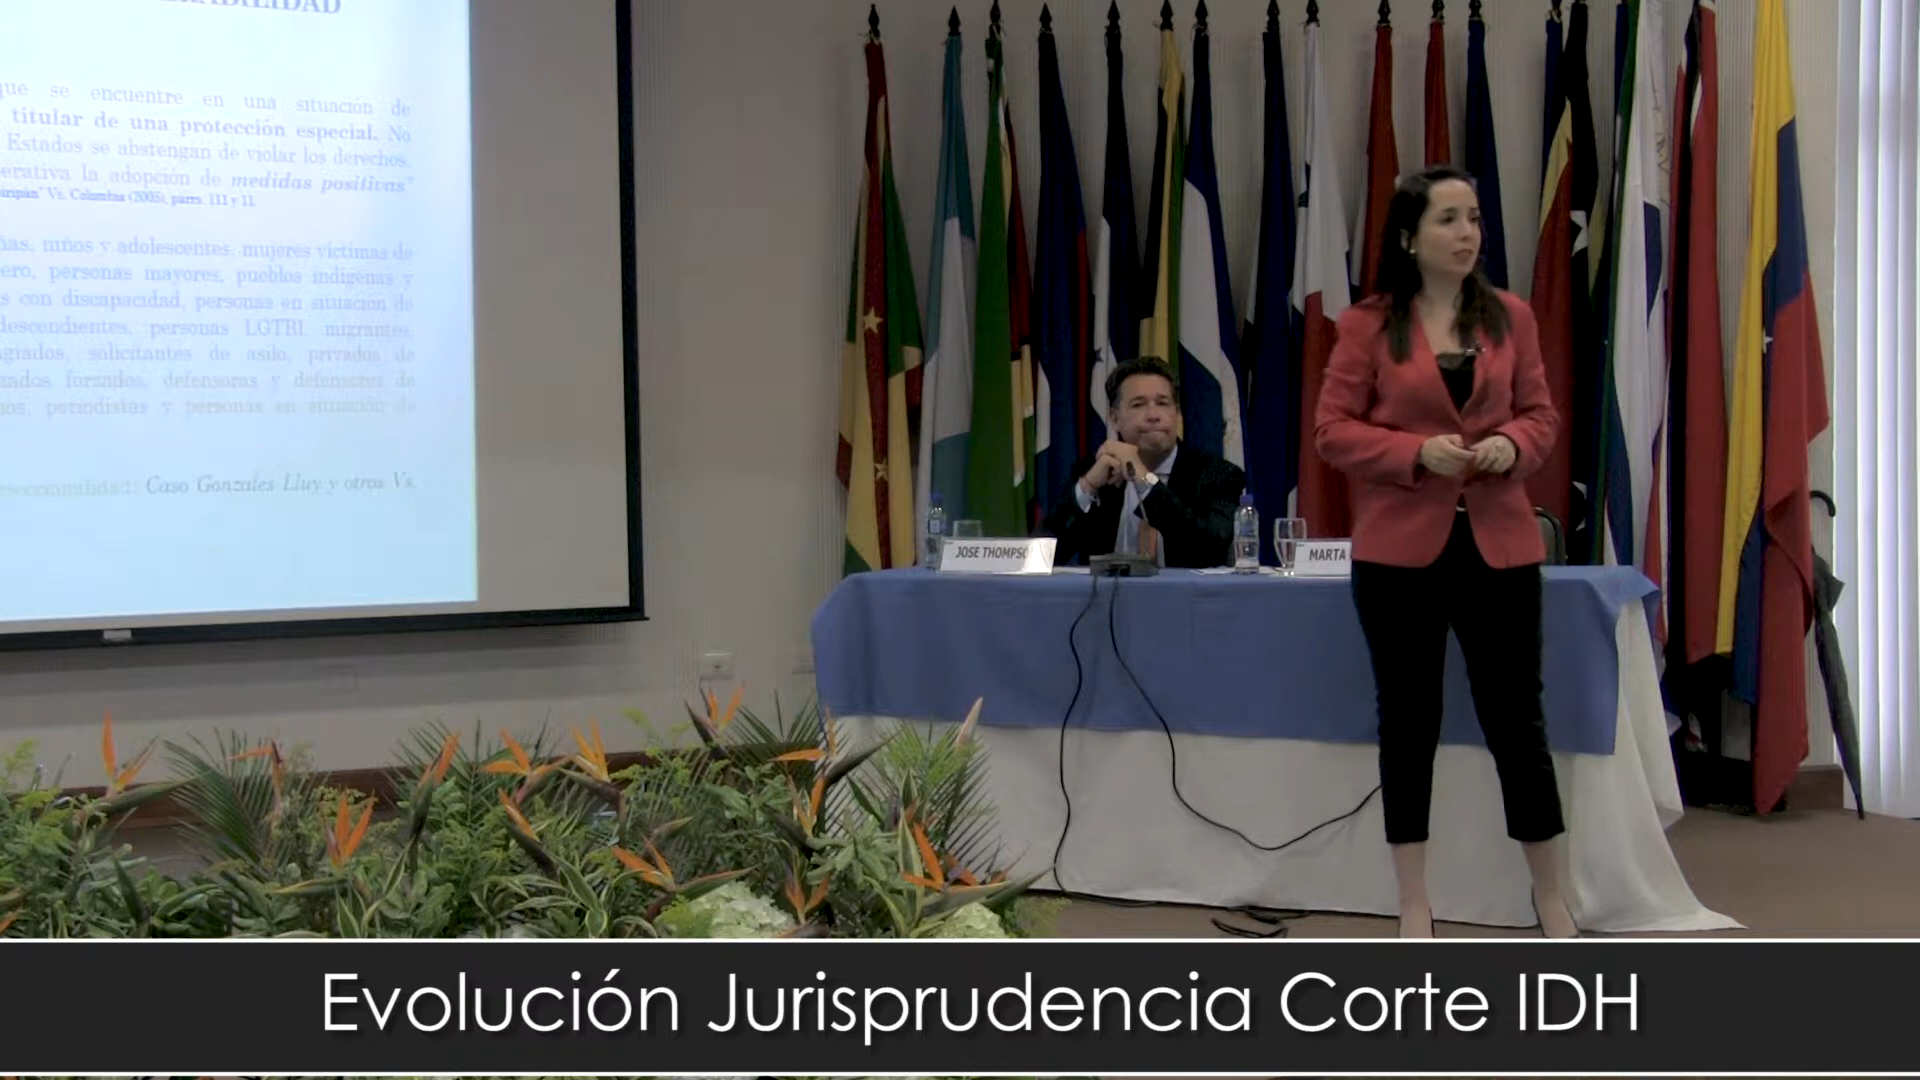 que se encuentre en una situación de
titular de una protección especial. No
Estados se abstengan de violar los derechos,
la adopción de medidas positivas"
Vs. Colombia (2005), párrs. 111 y 11
niños y adolescentes, mujeres víctimas de
personas mayores, pueblos indígenas y
con discapacidad, personas en situación de
personas LGTBI, migrantes,
solicitantes de asilo, privados de
forzados, defensoras y defensores de
periodistas y personas en situación de
Caso Gonzales Lluy y otros Vs.
JOSE
MARTA
Evolución Jurisprudencia Corte IDH